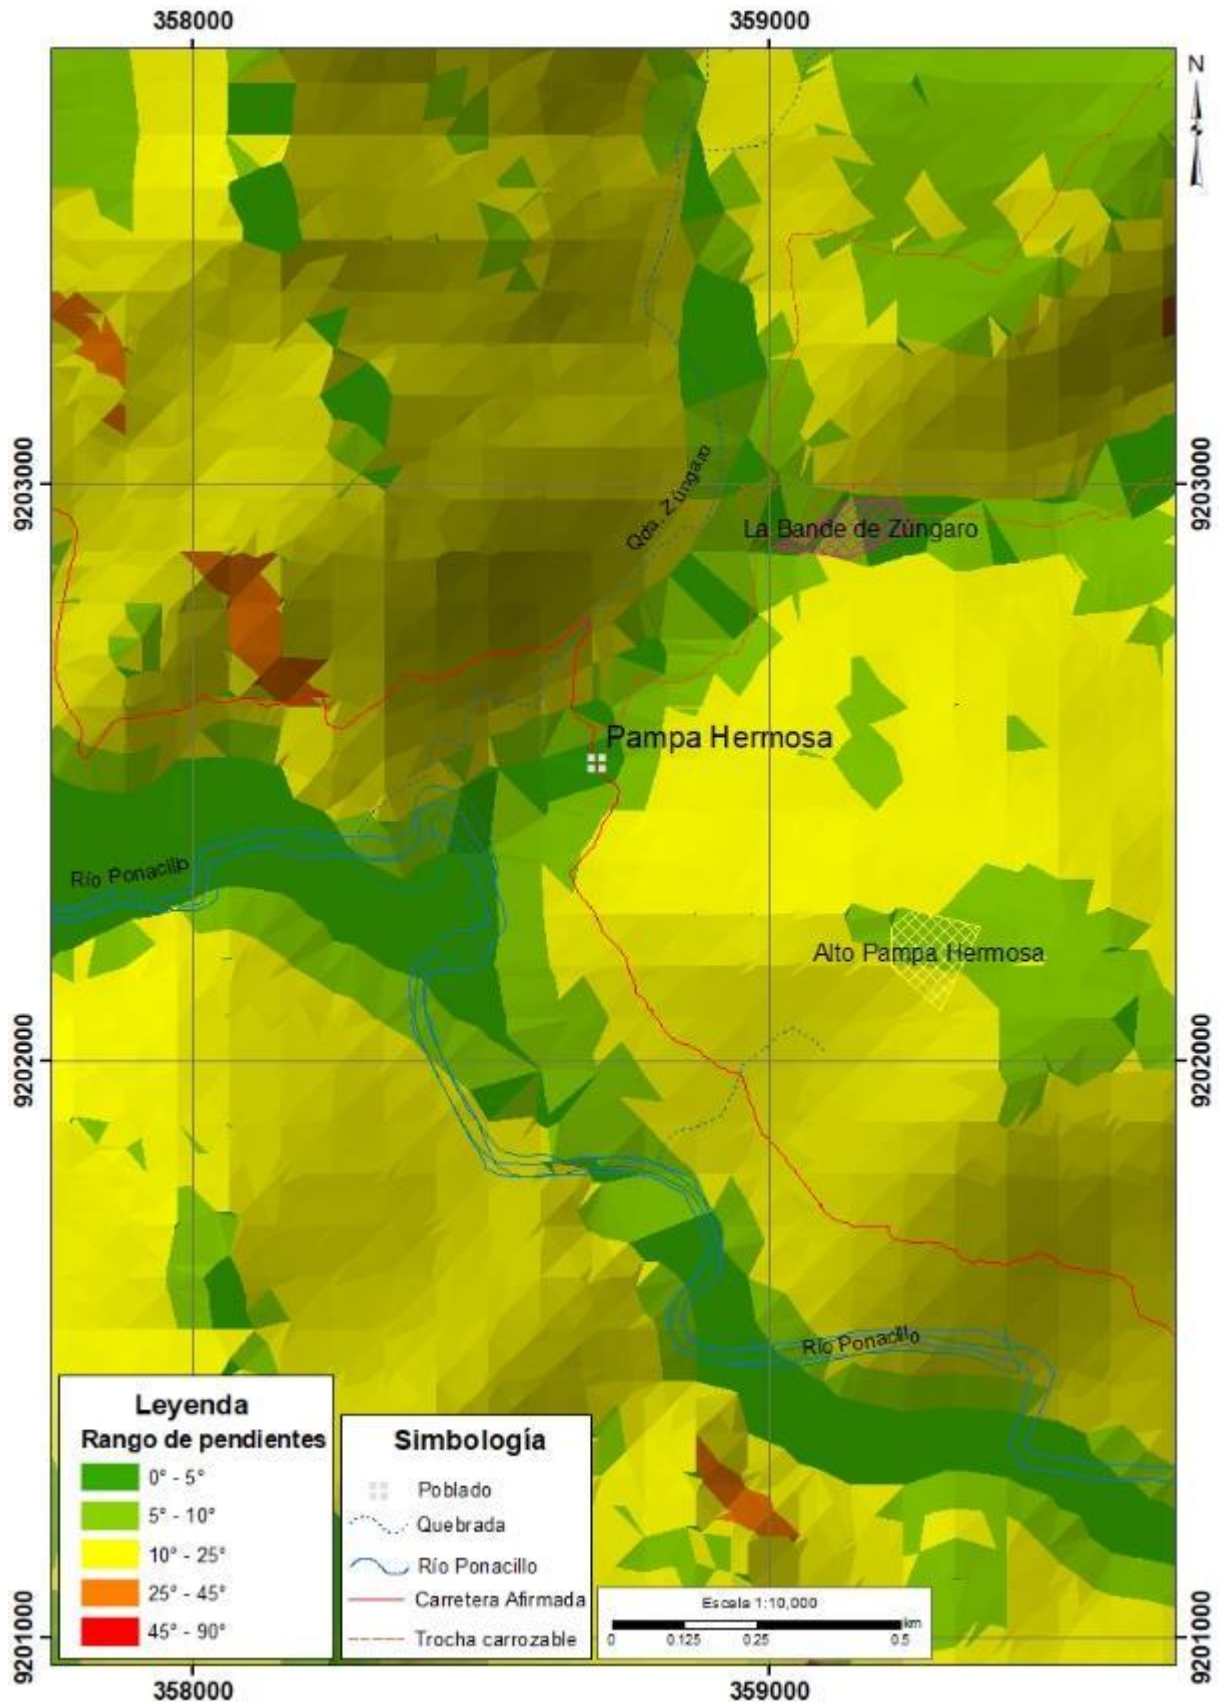 358000
359000
N
9203000
9203000
Qda. Zúngaro
La Bande de Zúngaro
Pampa Hermosa
Río Ponacillo
Alto Pampa Hermosa
9202000
9202000
Río Ponacillo
Leyenda
Rango de pendientes
0° - 5°
5° - 10°
10° - 25°
25° - 45°
45° - 90°
Simbología
Poblado
Quebrada
Río Ponacillo
Carretera Afirmada
Trocha carrozable
Escala 1:10,000
km
0
0.125
0.25
0.5
9201000
9201000
358000
359000